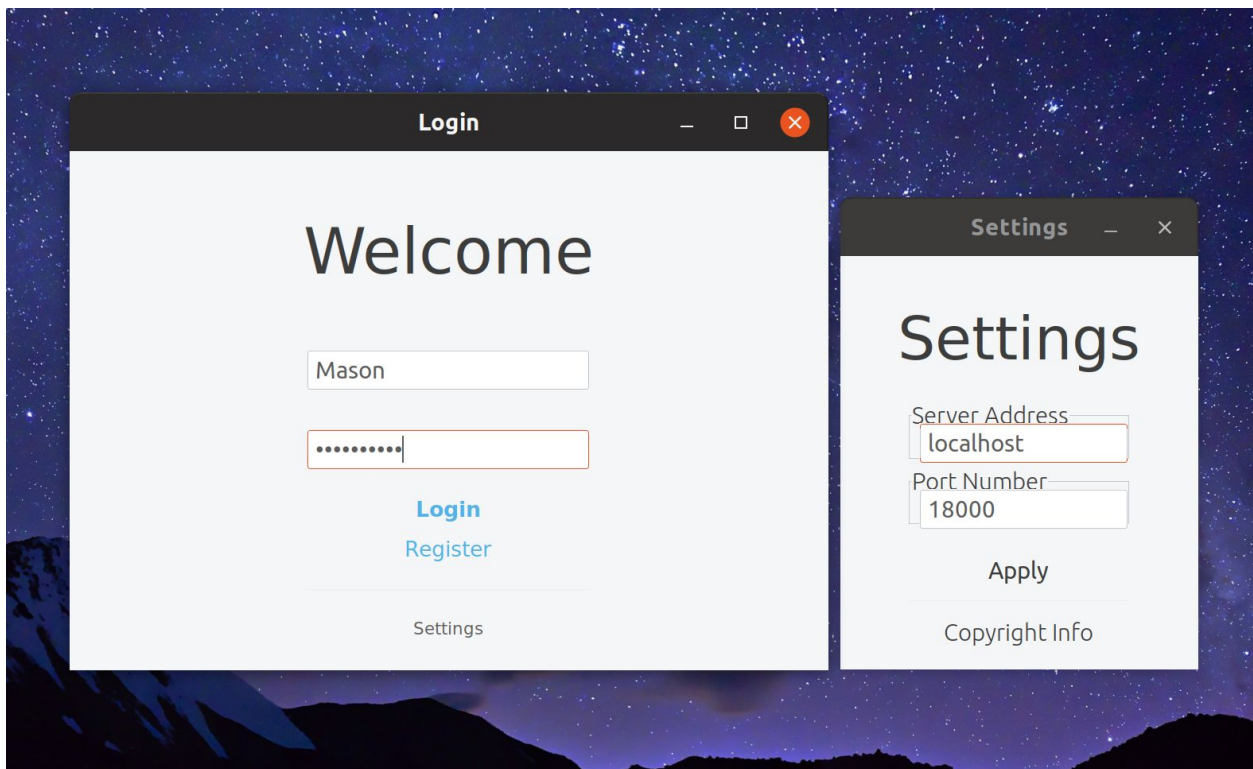 Login
Welcome
Mason
••••••••••
Login
Register
Settings
Settings
Settings
Server Address
localhost
Port Number
18000
Apply
Copyright Info